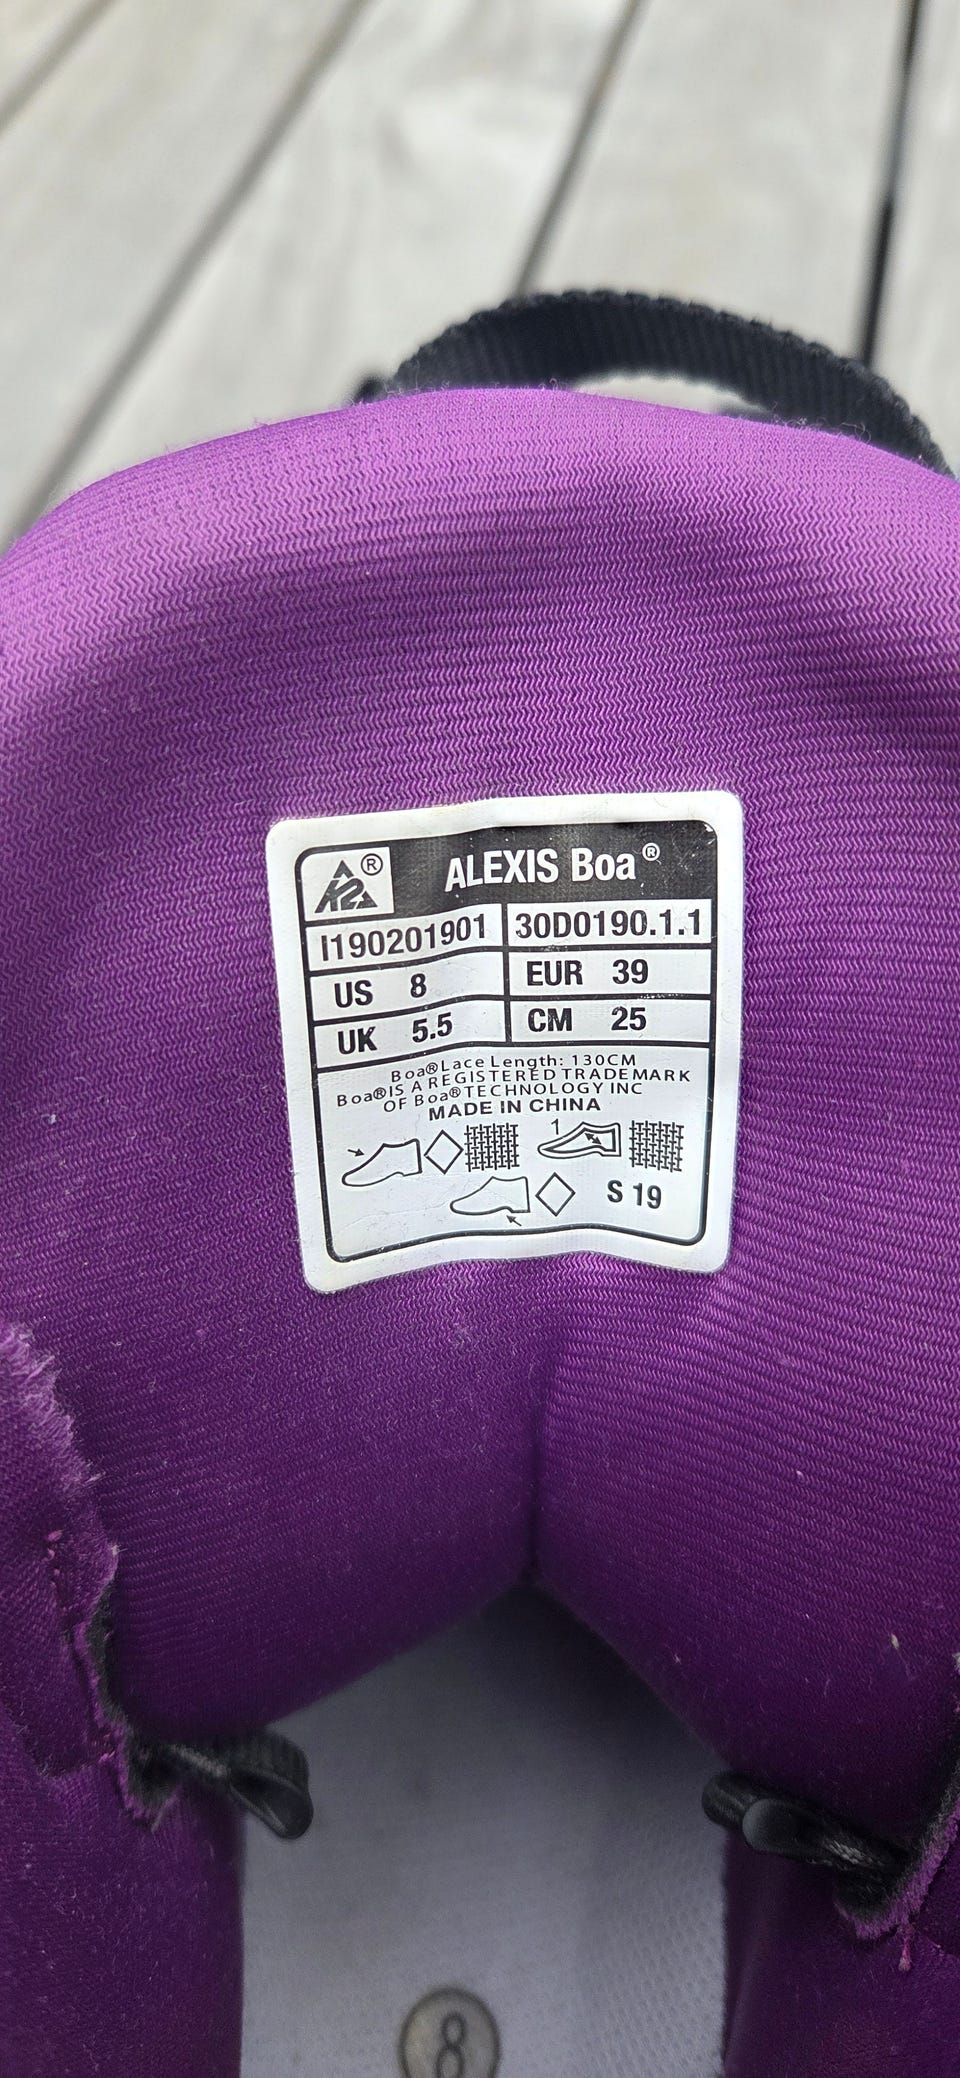 K2® ALEXIS Boa®
I190201901 30D0190.1.1
US 8 EUR 39
UK 5.5 CM 25
Boa® Lace Length: 130CM
Boa® IS A REGISTERED TRADEMARK
OF Boa® TECHNOLOGY INC
MADE IN CHINA
1
S 19
8